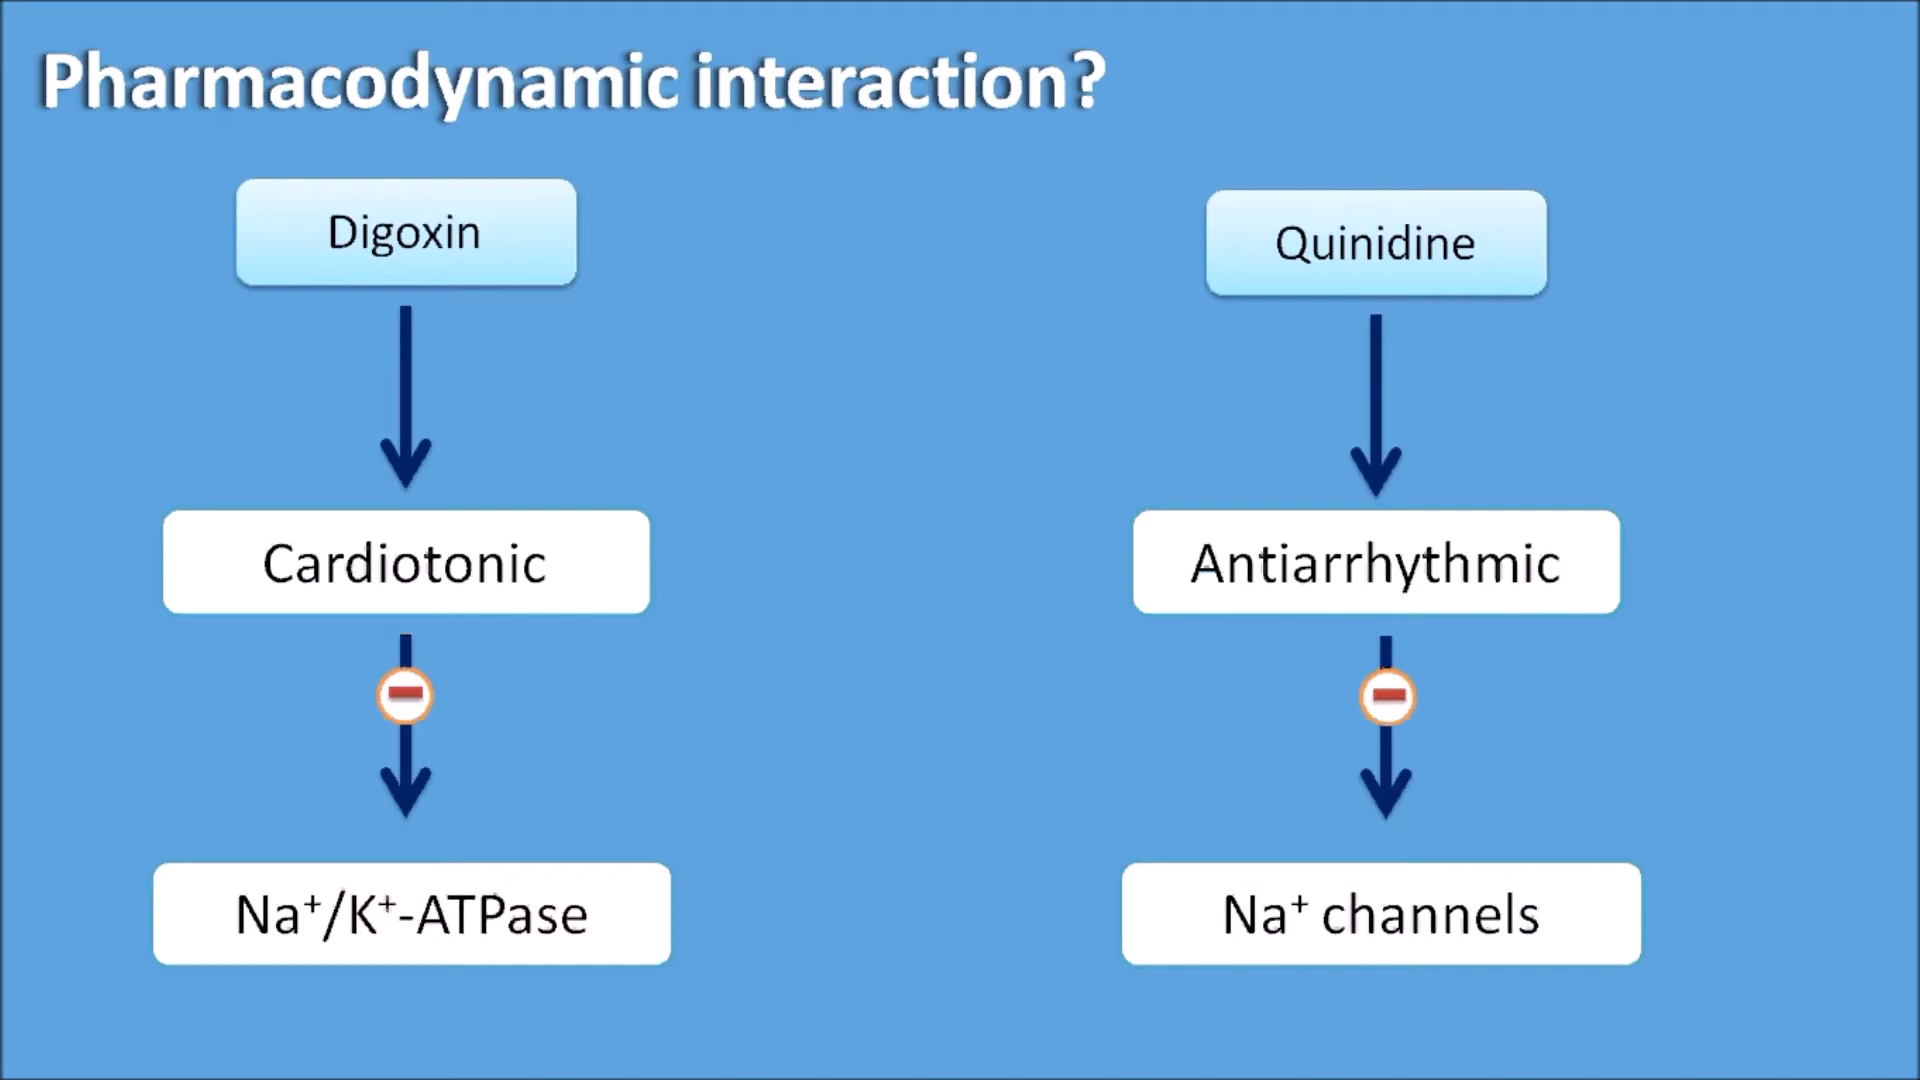 Pharmacodynamic interaction?
Digoxin
Quinidine
Cardiotonic
Antiarrhythmic
Na⁺/K⁺-ATPase
Na⁺ channels